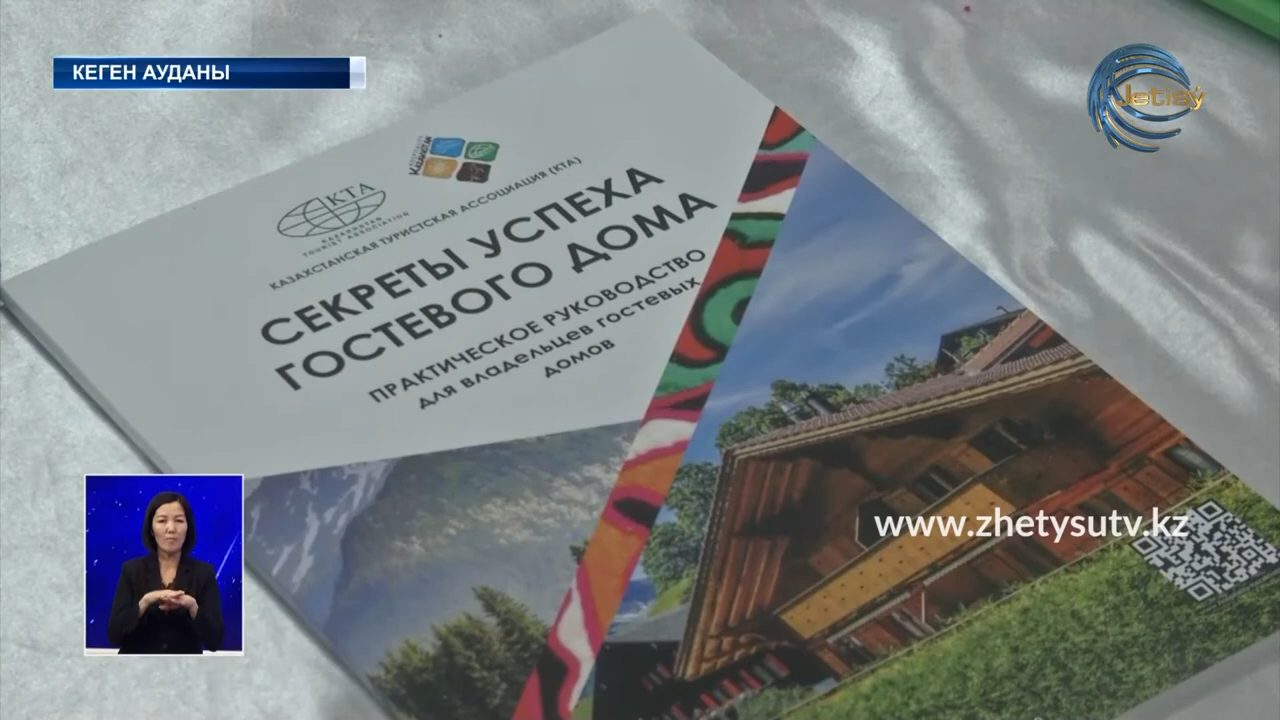 КЕГЕН АУДАНЫ
Jetisý
КТА
KAZAKHSTAN
TOURIST ASSOCIATION
КАЗАХСТАНСКАЯ ТУРИСТСКАЯ АССОЦИАЦИЯ (КТА)
СЕКРЕТЫ УСПЕХА
ГОСТЕВОГО ДОМА
ПРАКТИЧЕСКОЕ РУКОВОДСТВО
для владельцев гостевых
домов
www.zhetysutv.kz